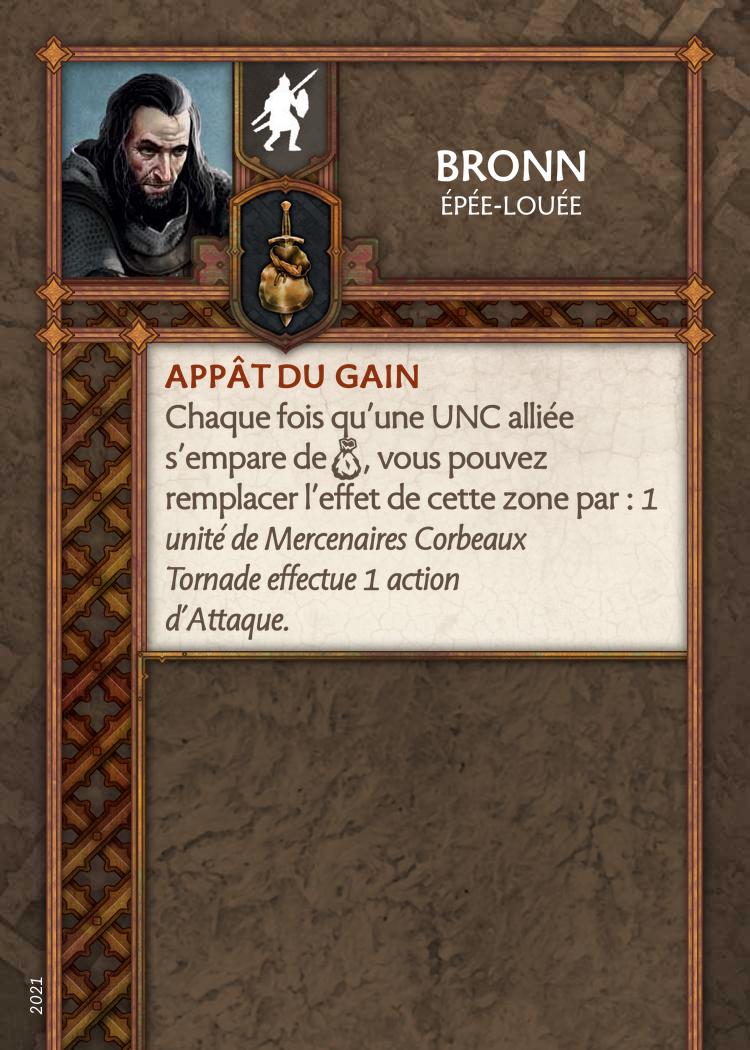 BRONN
ÉPÉE-LOUÉE
APPÂT DU GAIN
Chaque fois qu'une UNC alliée
s'empare de , vous pouvez
remplacer l'effet de cette zone par : 1
unité de Mercenaires Corbeaux
Tornade effectue 1 action
d'Attaque.
2021